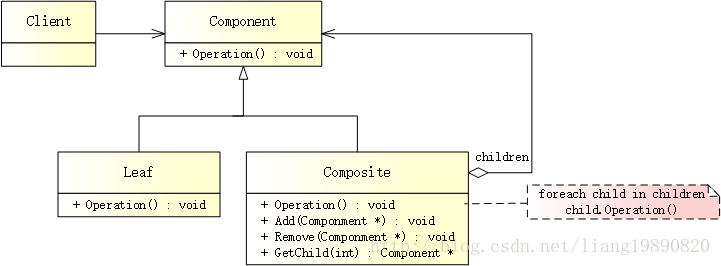 Client
Component
+ Operation() : void
children
Leaf
+ Operation() : void
Composite
+ Operation() : void
+ Add(Componment *) : void
+ Remove(Componment *) : void
+ GetChild(int) : Component *
foreach child in children
child.Operation()
http://blog.csdn.net/liang19890820